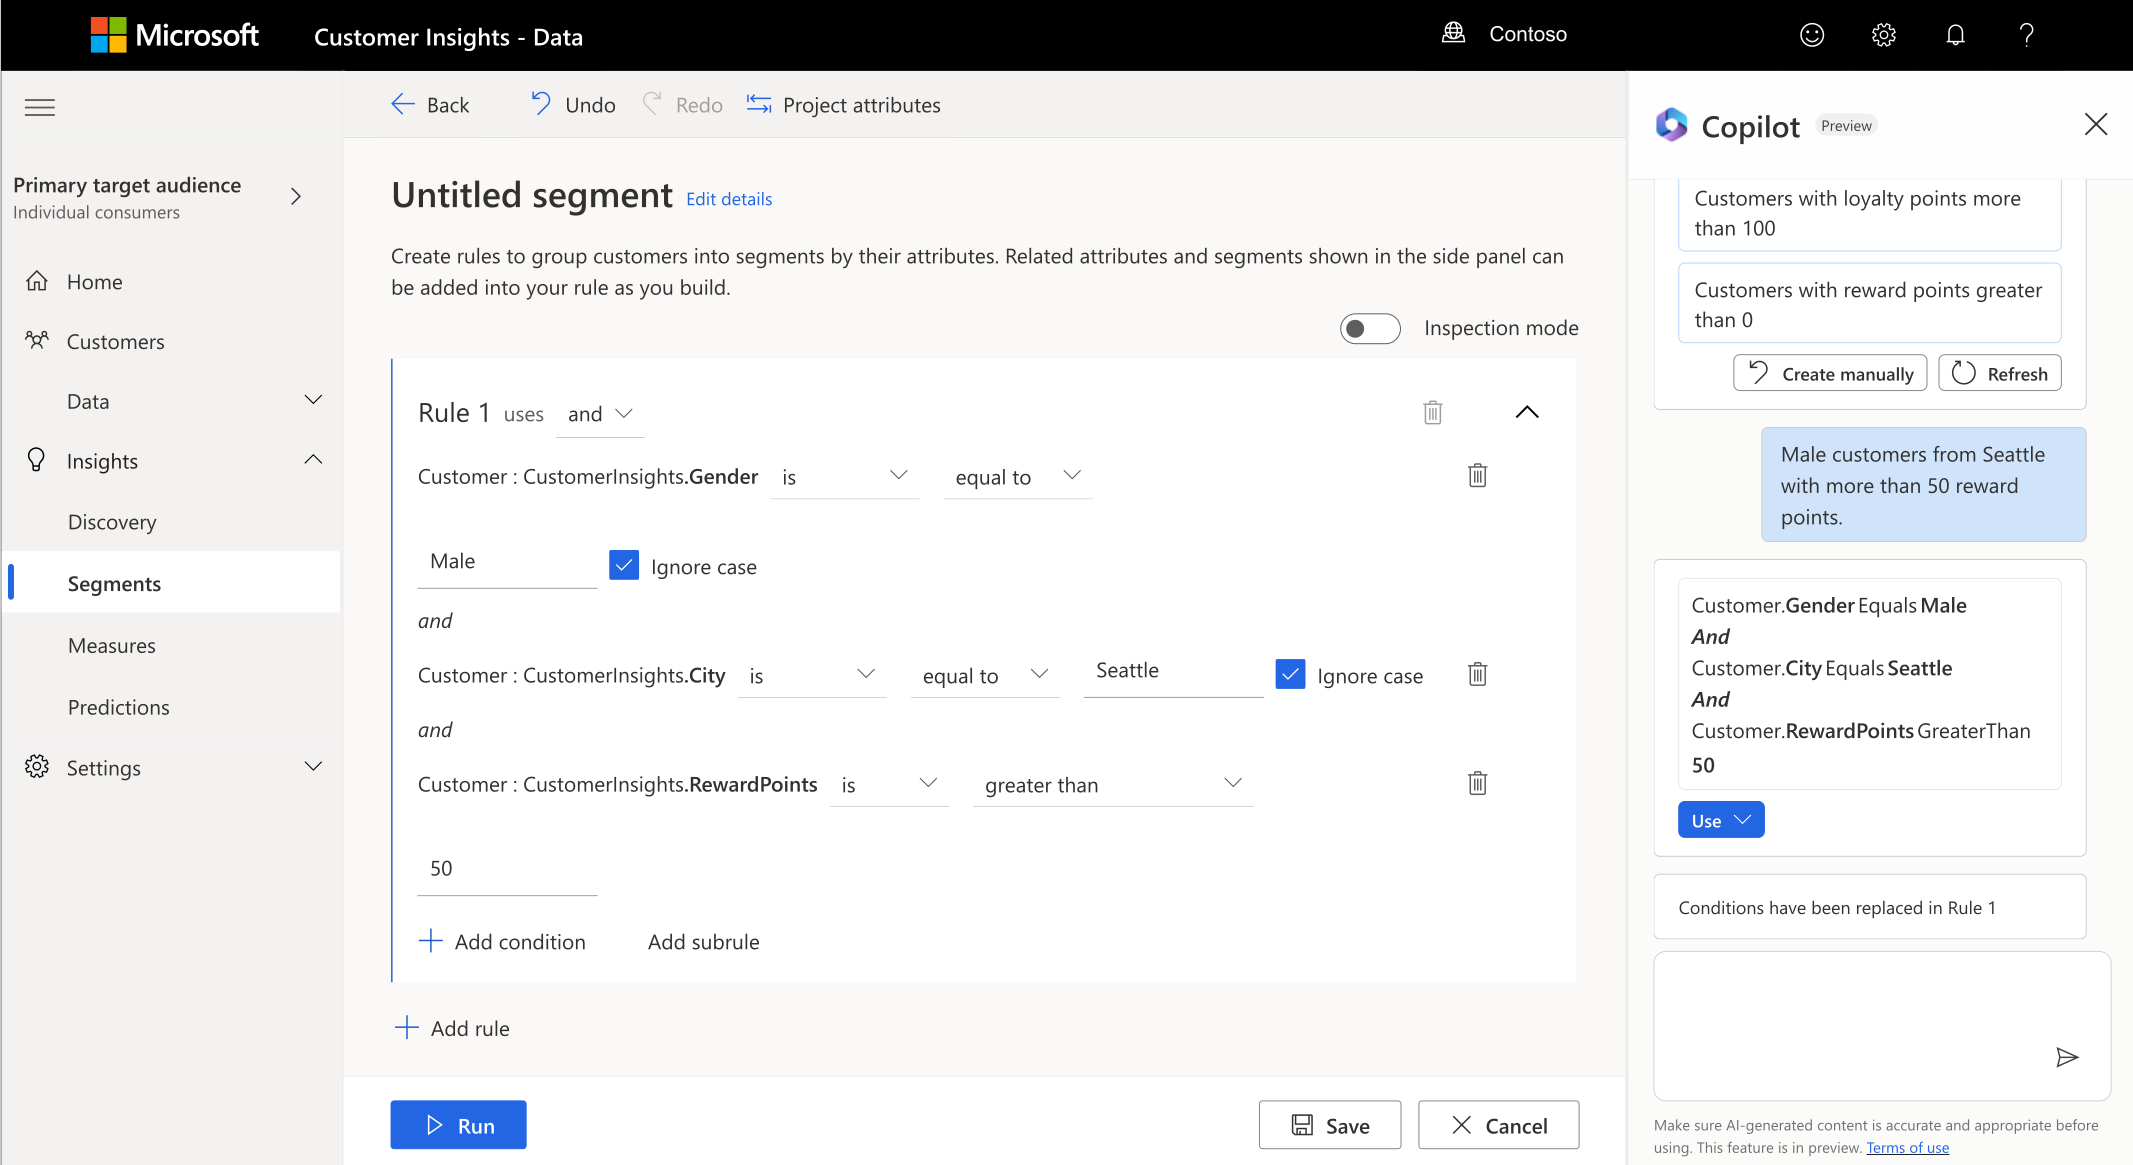 Microsoft
Customer Insights - Data
Contoso
Back
Undo
Redo
Project attributes
Primary target audience
Individual consumers
Home
Customers
Data
Insights
Discovery
Segments
Measures
Predictions
Settings
Untitled segment
Edit details
Create rules to group customers into segments by their attributes. Related attributes and segments shown in the side panel can
be added into your rule as you build.
Inspection mode
Rule 1 uses and
Customer : CustomerInsights.Gender is equal to
Male Ignore case
and
Customer : CustomerInsights.City is equal to Seattle Ignore case
and
Customer : CustomerInsights.RewardPoints is greater than
50
Add condition Add subrule
Add rule
Run
Save
Cancel
Copilot
Preview
Customers with loyalty points more
than 100
Customers with reward points greater
than 0
Create manually
Refresh
Male customers from Seattle
with more than 50 reward
points.
Customer.Gender Equals Male
And
Customer.City Equals Seattle
And
Customer.RewardPoints GreaterThan
50
Use
Conditions have been replaced in Rule 1
Make sure AI-generated content is accurate and appropriate before
using. This feature is in preview. Terms of use